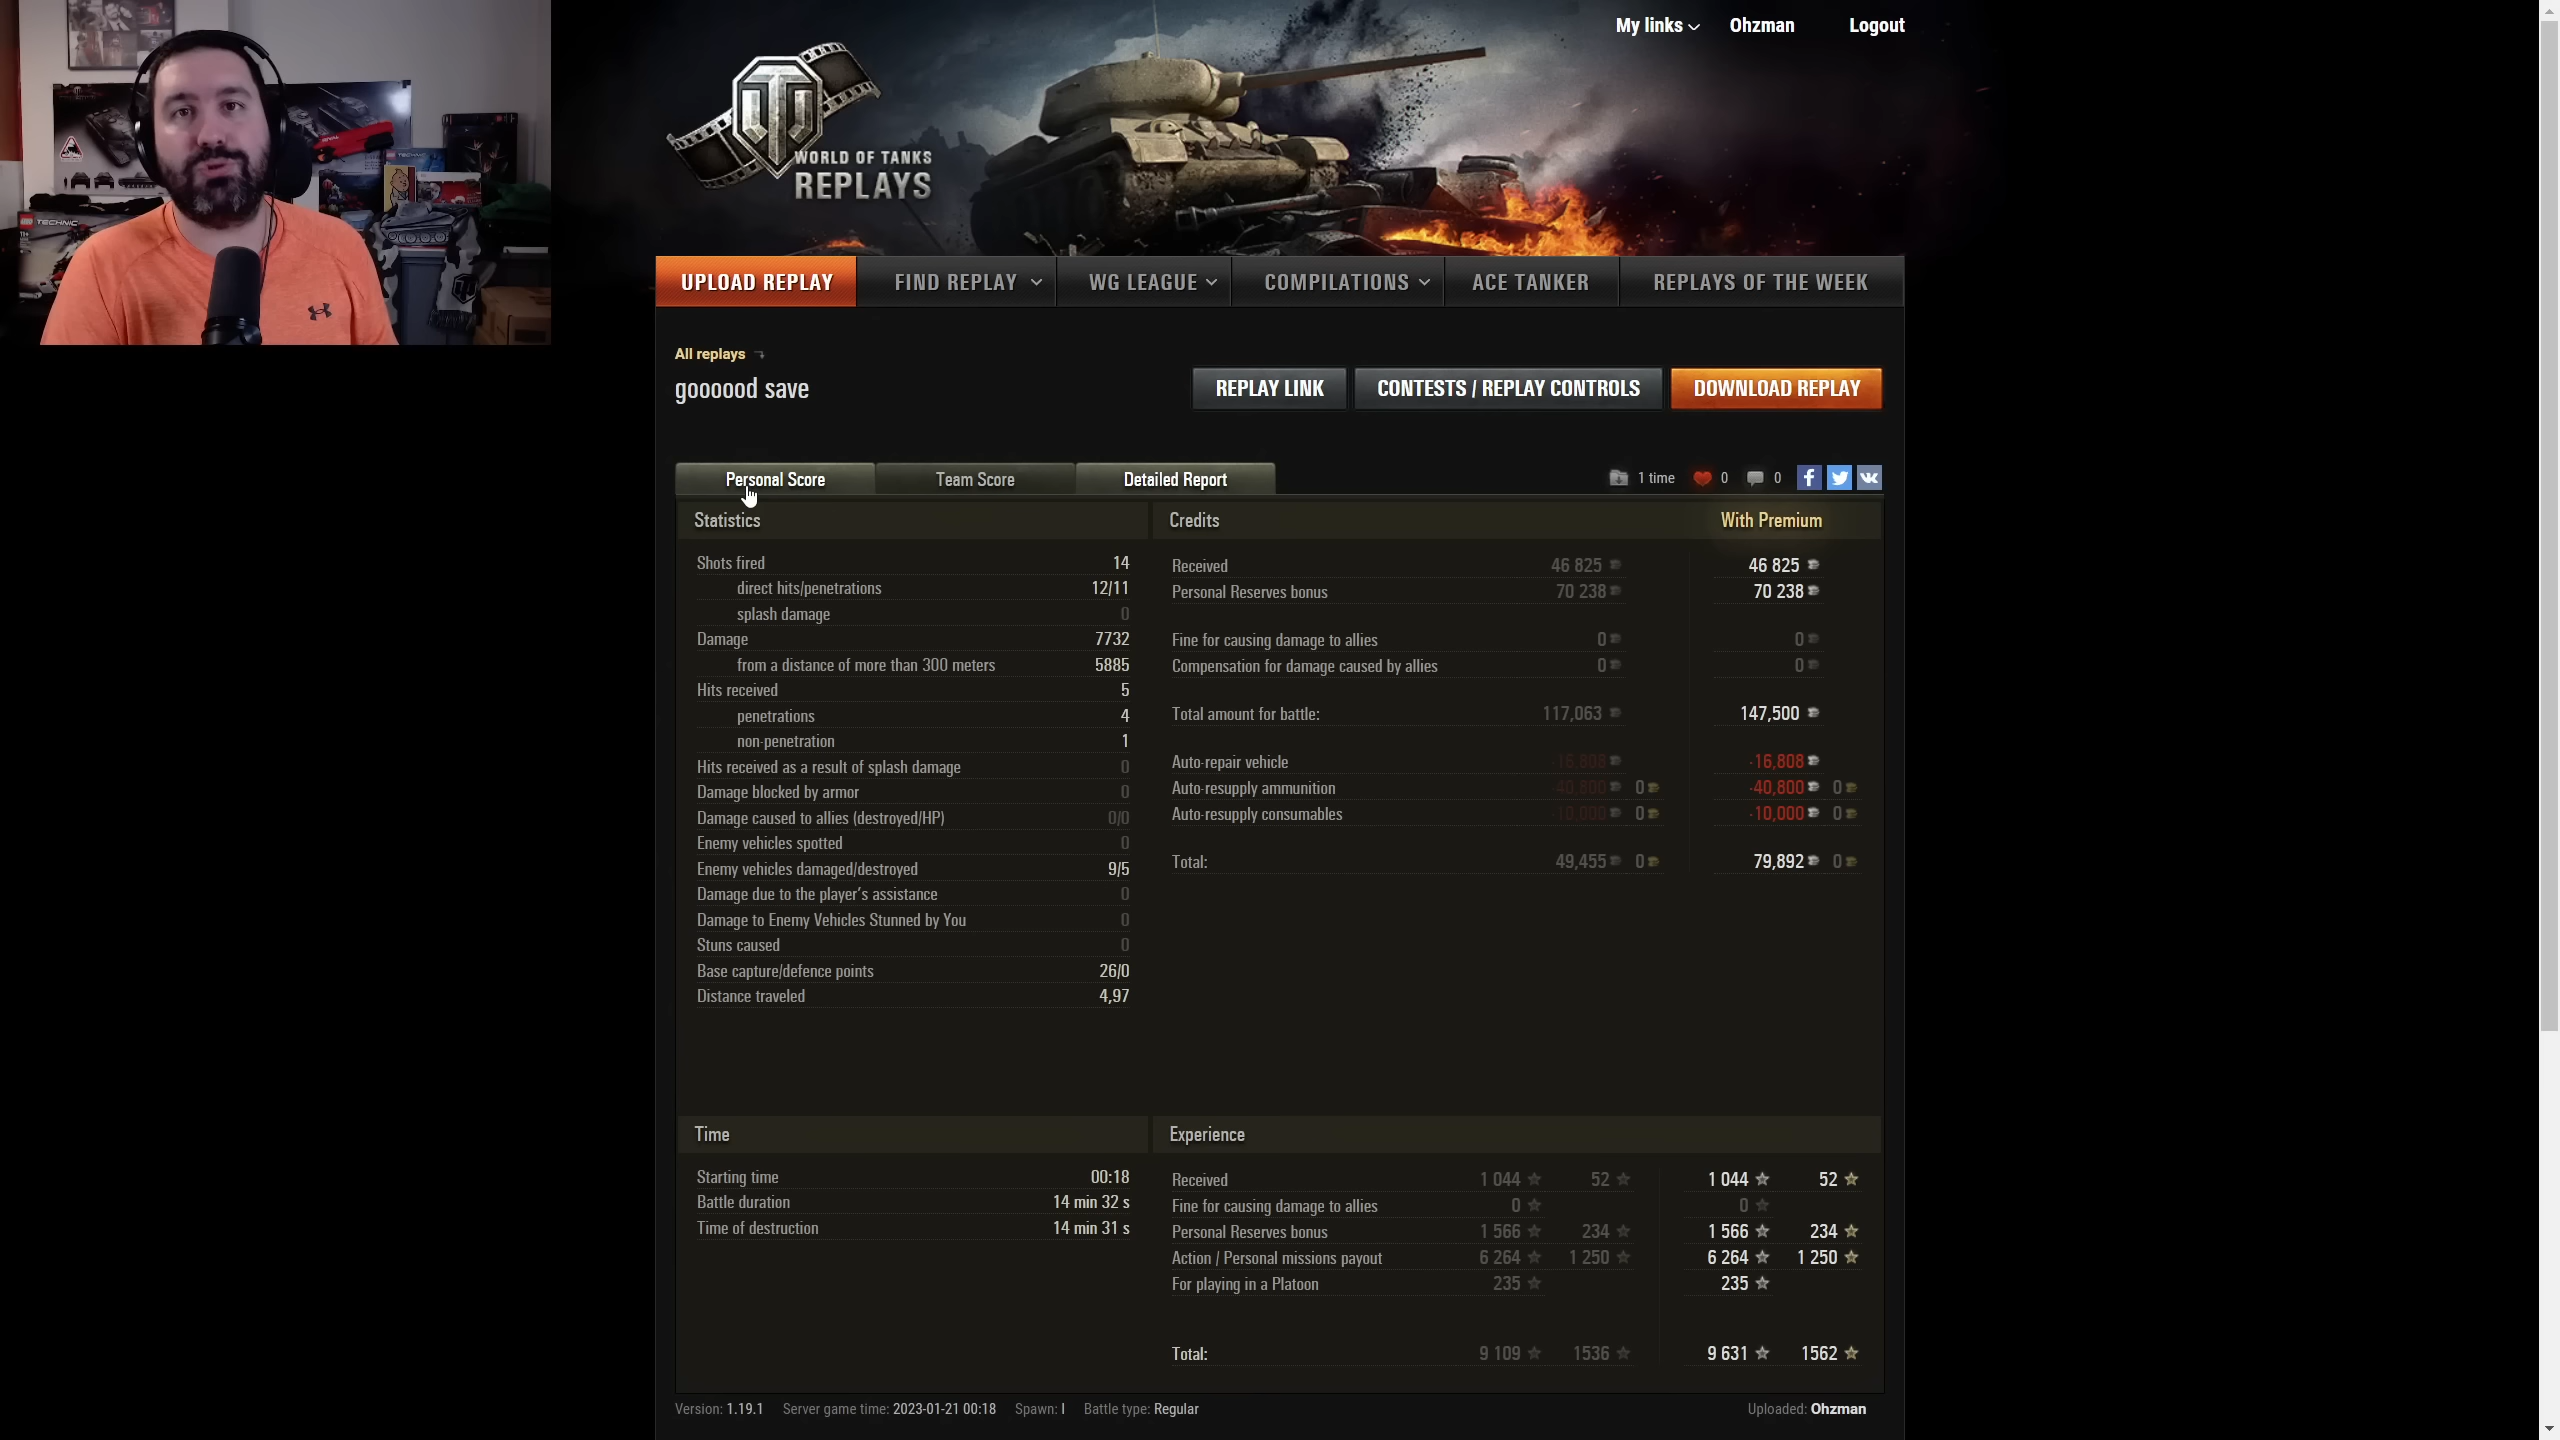 My links Ohzman Logout
WORLD OF TANKS
REPLAYS
TECHNIC
UPLOAD REPLAY FIND REPLAY WG LEAGUE COMPILATIONS ACE TANKER REPLAYS OF THE WEEK
All replays
goooood save
REPLAY LINK CONTESTS / REPLAY CONTROLS DOWNLOAD REPLAY
Personal Score Team Score Detailed Report 1 time 0 0
Statistics
Shots fired 14
direct hits/penetrations 12/11
splash damage 0
Damage 7732
from a distance of more than 300 meters 5885
Hits received 5
penetrations 4
non-penetration 1
Hits received as a result of splash damage 0
Damage blocked by armor 0
Damage caused to allies (destroyed/HP) 0/0
Enemy vehicles spotted 0
Enemy vehicles damaged/destroyed 9/5
Damage due to the player's assistance 0
Damage to Enemy Vehicles Stunned by You 0
Stuns caused 0
Base capture/defence points 26/0
Distance traveled 4,97
Credits With Premium
Received 46 825 46 825
Personal Reserves bonus 70 238 70 238
Fine for causing damage to allies 0 0
Compensation for damage caused by allies 0 0
Total amount for battle: 117,063 147,500
Auto-repair vehicle -16,808 -16,808
Auto-resupply ammunition -40,800 0 -40,800 0
Auto-resupply consumables -10,000 0 -10,000 0
Total: 49,455 0 79,892 0
Time
Starting time 00:18
Battle duration 14 min 32 s
Time of destruction 14 min 31 s
Experience
Received 1 044 52 1 044 52
Fine for causing damage to allies 0 0
Personal Reserves bonus 1 566 234 1 566 234
Action / Personal missions payout 6 264 1 250 6 264 1 250
For playing in a Platoon 235 235
Total: 9 109 1536 9 631 1562
Version: 1.19.1 Server game time: 2023-01-21 00:18 Spawn: I Battle type: Regular Uploaded: Ohzman